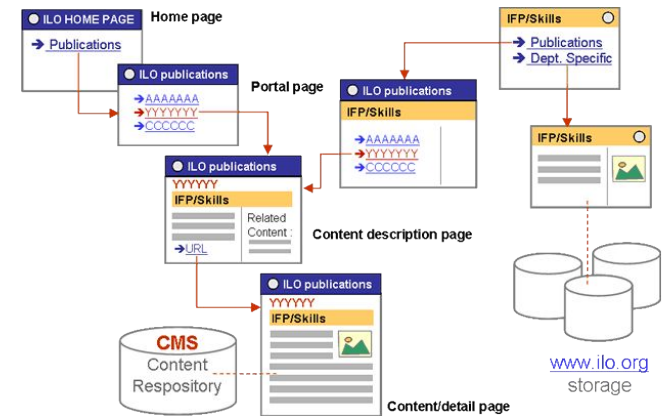 ILO HOME PAGE
Home page
Publications
ILO publications
AAAAAAA
YYYYYYY
CCCCCC
Portal page
IFP/Skills
Publications
Dept. Specific
ILO publications
IFP/Skills
AAAAAAA
YYYYYYY
CCCCCC
IFP/Skills
ILO publications
YYYYYY
IFP/Skills
Related
Content :
URL
Content description page
ILO publications
YYYYYY
IFP/Skills
CMS
Content
Respository
Content/detail page
www.ilo.org
storage